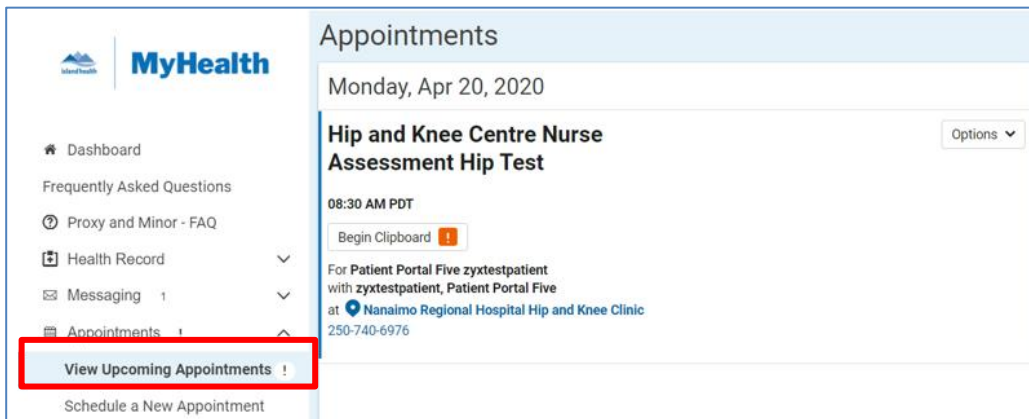 island health
MyHealth
Dashboard
Frequently Asked Questions
Proxy and Minor - FAQ
Health Record
Messaging 1
Appointments !
View Upcoming Appointments !
Schedule a New Appointment
Appointments
Monday, Apr 20, 2020
Hip and Knee Centre Nurse
Assessment Hip Test
Options
08:30 AM PDT
Begin Clipboard !
For Patient Portal Five zyxtestpatient
with zyxtestpatient, Patient Portal Five
at Nanaimo Regional Hospital Hip and Knee Clinic
250-740-6976